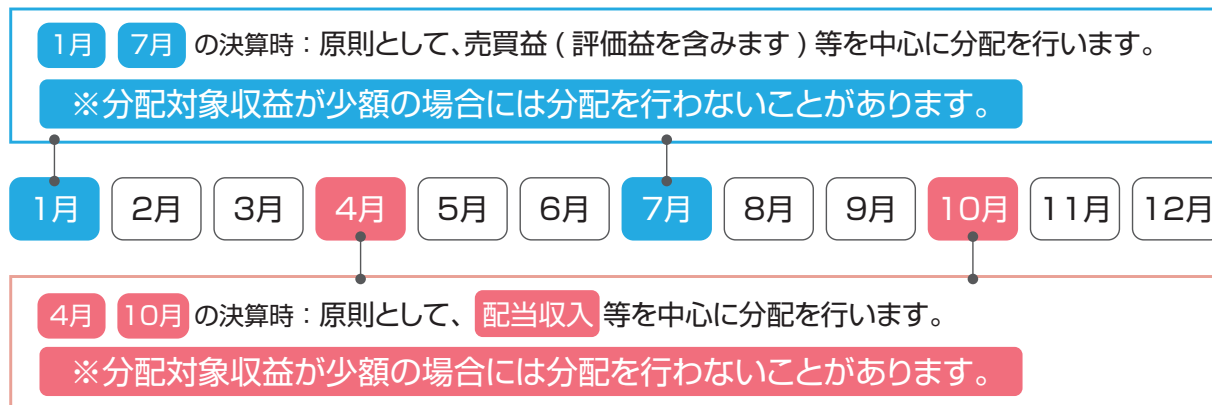 1月 7月 の決算時：原則として、売買益(評価益を含みます)等を中心に分配を行います。
※分配対象収益が少額の場合には分配を行わないことがあります。
1月 2月 3月 4月 5月 6月 7月 8月 9月 10月 11月 12月
4月 10月 の決算時：原則として、配当収入等を中心に分配を行います。
※分配対象収益が少額の場合には分配を行わないことがあります。